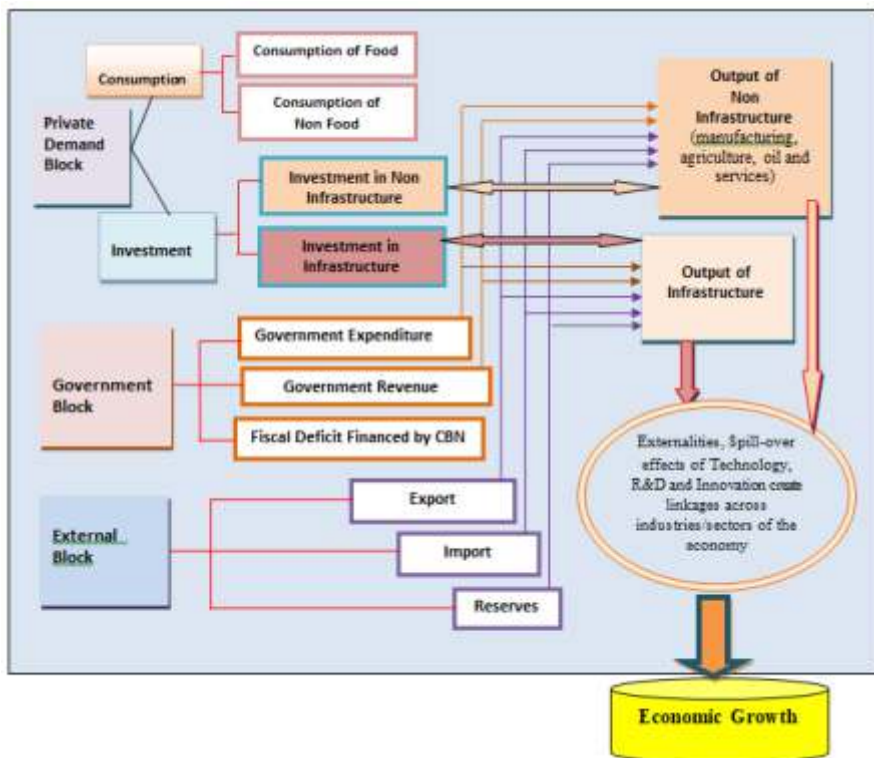 Consumption
Consumption of Food
Consumption of
Non Food
Private
Demand
Block
Investment
Investment in Non
Infrastructure
Investment in
Infrastructure
Output of
Non
Infrastructure
(manufacturing,
agriculture, oil and
services)
Output of
Infrastructure
Government
Block
Government Expenditure
Government Revenue
Fiscal Deficit Financed by CBN
Externalities, Spill-over
effects of Technology,
R&D and Innovation create
linkages across
industries/sectors of the
economy
External
Block
Export
Import
Reserves
Economic Growth